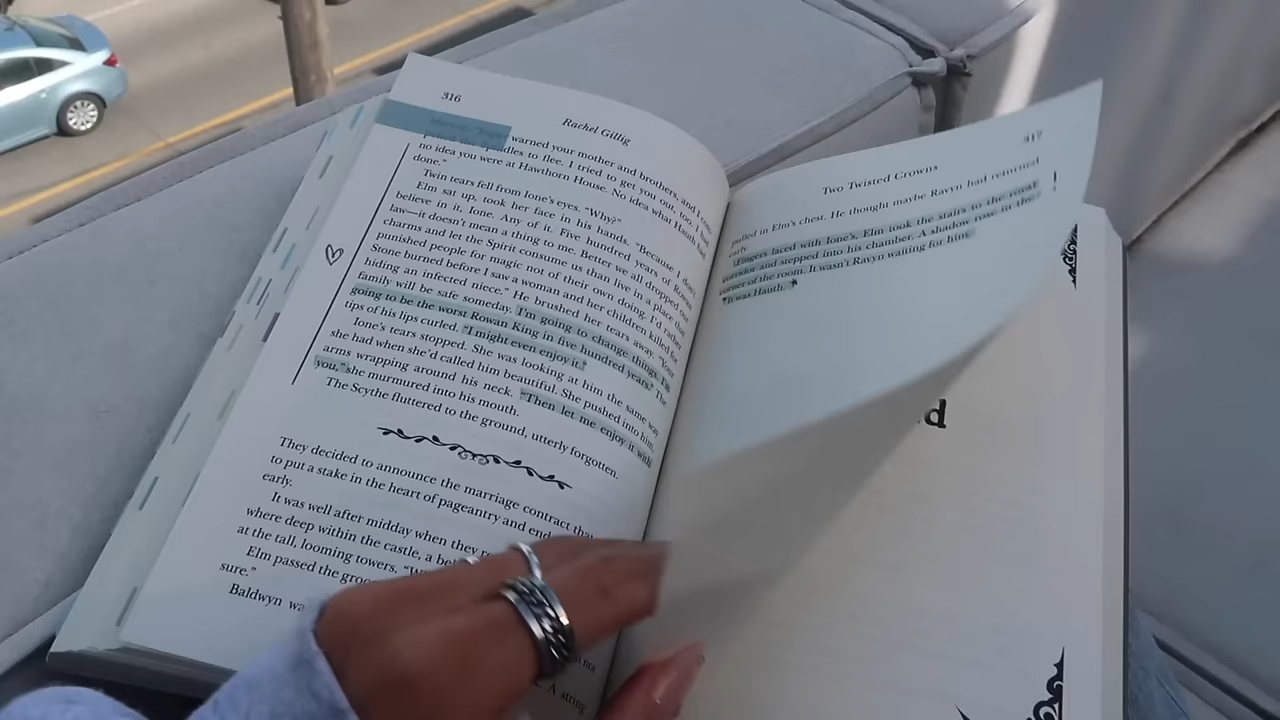 316
Rachel Gillig
warned your mother and brothers, and I
to flee. I tried to get you out, too. I had
no idea you were at Hawthorn House. No idea what Hauth had
done."
Twin tears fell from Ione's eyes. "Why?"
Elm sat up, took her face in his hands. "Because I don't
believe in it, Ione. Any of it. Five hundred years of Rowan
law—it doesn't mean a thing to me. Better we all dropped our
charms and let the Spirit consume us than live in a place that
punished people for magic not of their own doing. I'd rather
Stone burned before I saw a woman and her children killed for
hiding an infected niece." He brushed her tears away. "Your
family will be safe someday. I'm going to change things. I'm
going to be the worst Rowan King in five hundred years." The
tips of his lips curled. "I might even enjoy it."
Ione's tears stopped. She was looking at him the same way
she had when she'd called him beautiful. She pushed into him,
arms wrapping around his neck. "Then let me enjoy it with
you," she murmured into his mouth.
The Scythe fluttered to the ground, utterly forgotten.
They decided to announce the marriage contract that
to put a stake in the heart of pageantry and end
early.
It was well after midday when they
where deep within the castle, a
at the tall, looming towers.
Elm passed the
sure."
Baldwyn
not
A string
317
Two Twisted Crowns
pulled in Elm's chest. He thought maybe Ravyn had returned
early.
Fingers laced with Ione's, Elm took the stairs to the royal
corridor and stepped into his chamber. A shadow rose in the
corner of the room. It wasn't Ravyn waiting for him.
It was Hauth.
!
d